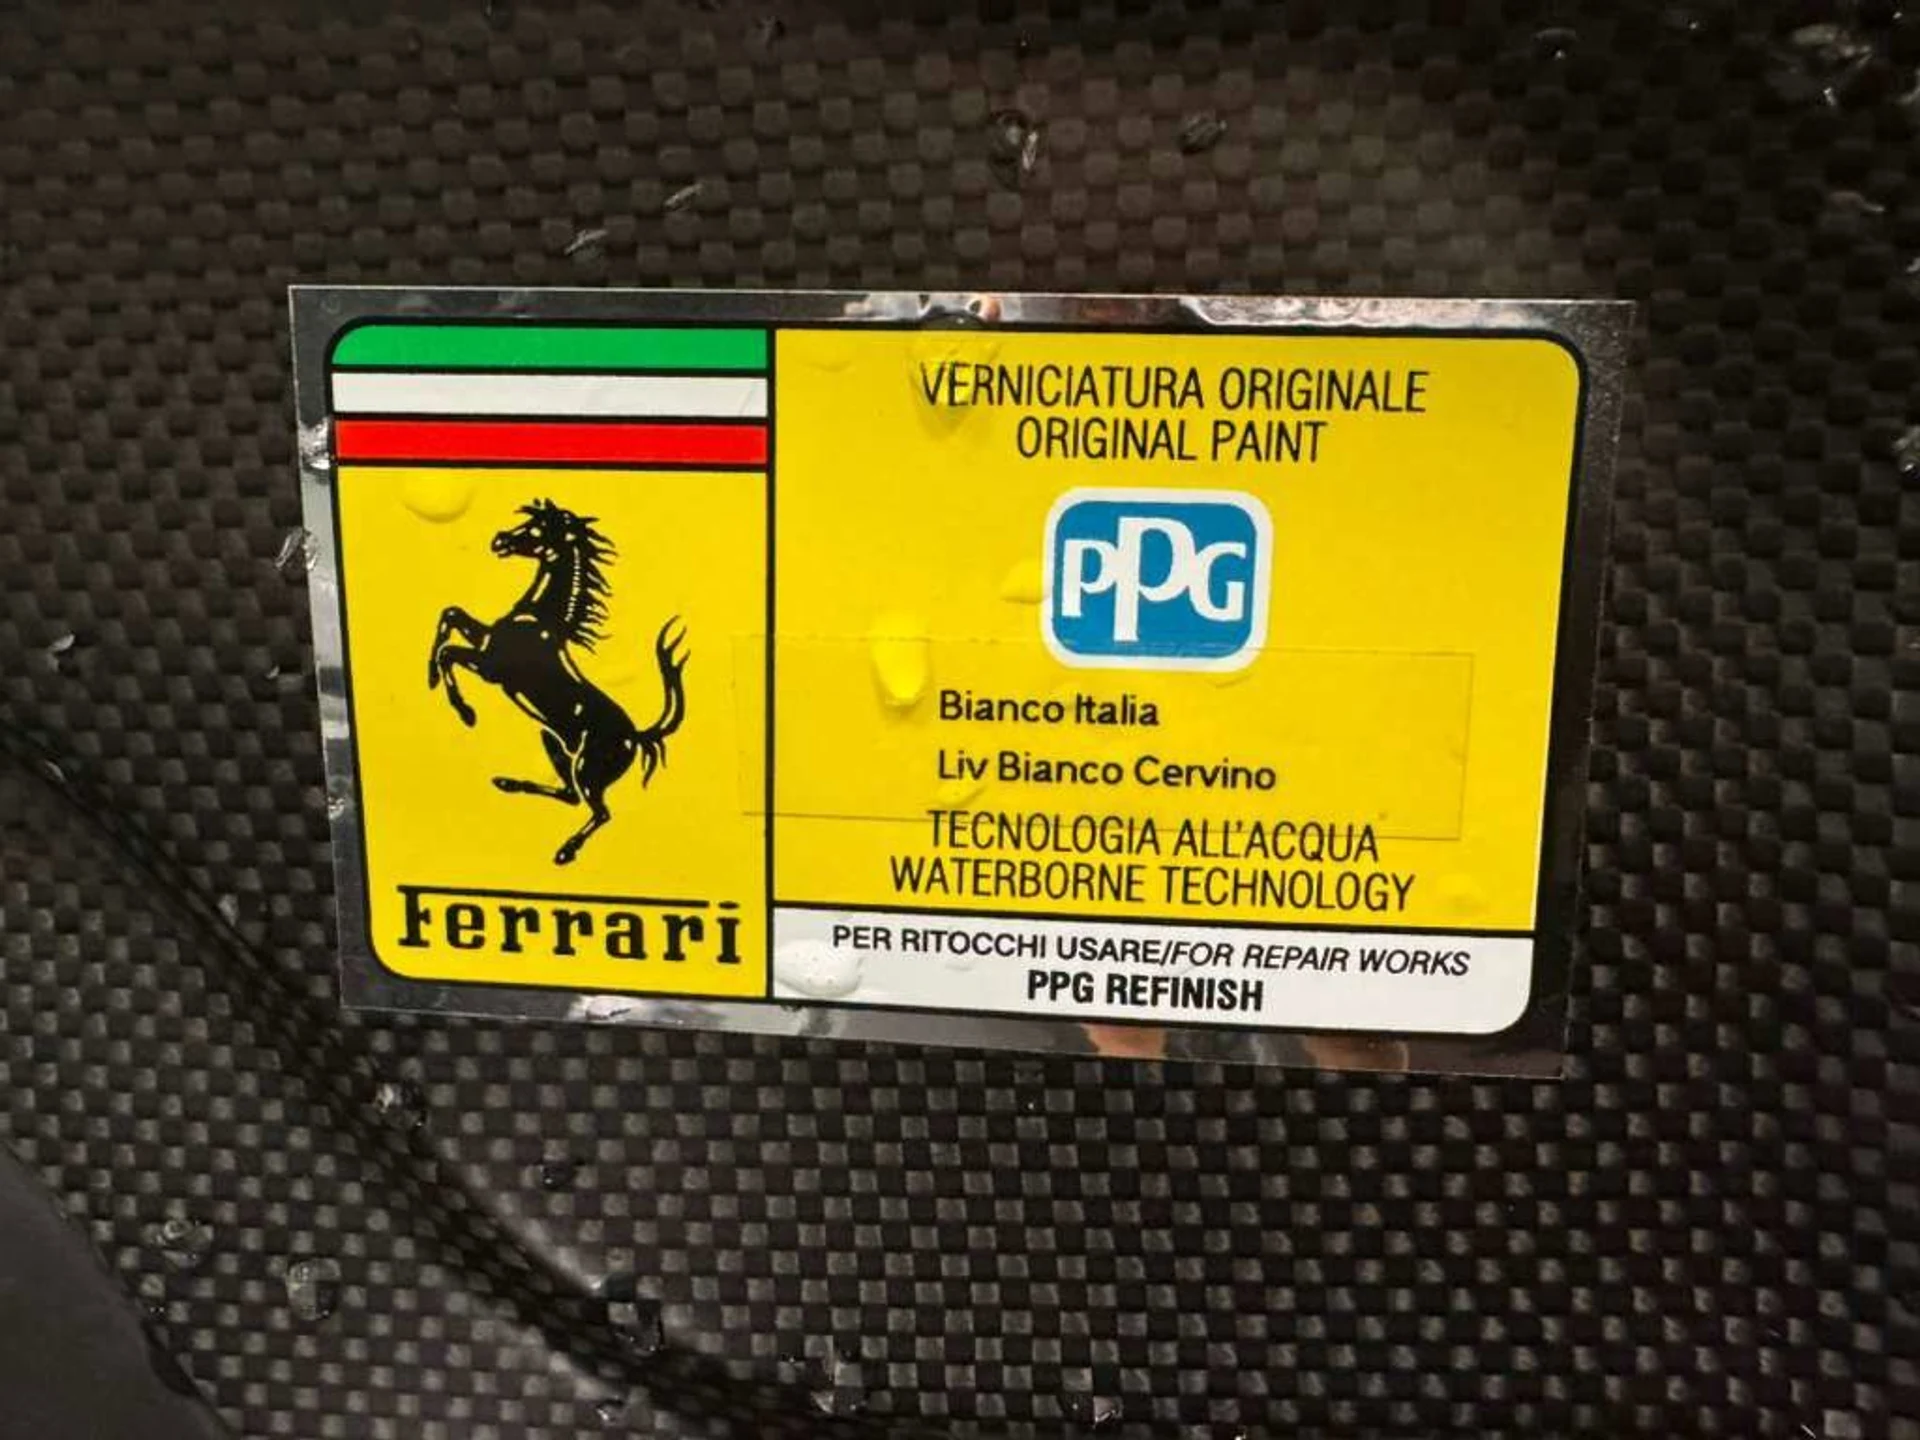 VERNICIATURA ORIGINALE
ORIGINAL PAINT
PPG
Bianco Italia
Liv Bianco Cervino
TECNOLOGIA ALL'ACQUA
WATERBORNE TECHNOLOGY
Ferrari
PER RITOCCHI USARE/FOR REPAIR WORKS
PPG REFINISH